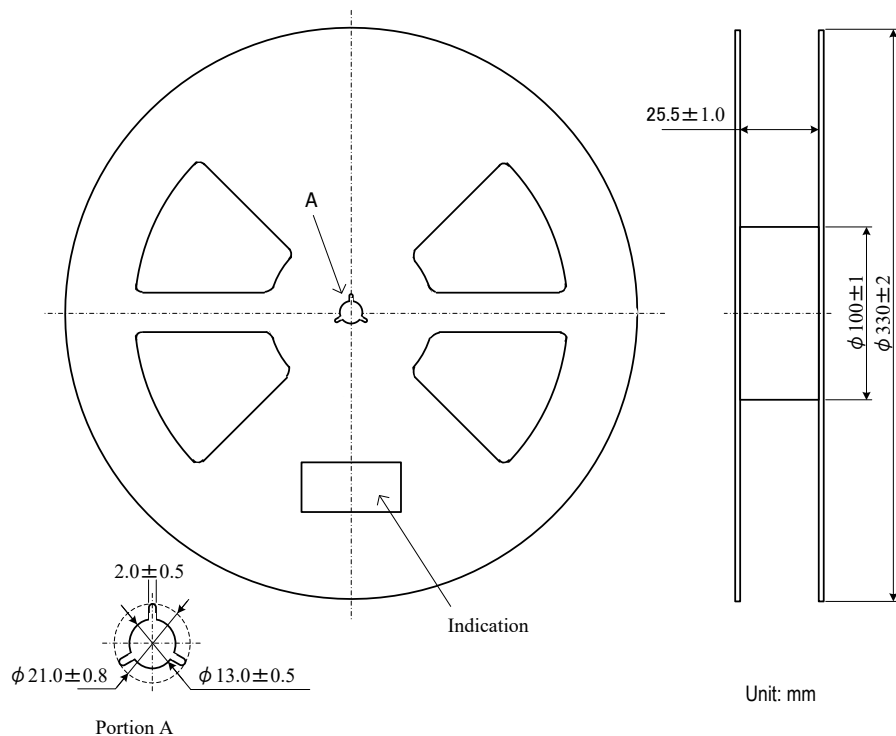 25.5±1.0
A
ϕ100±1
ϕ330±2
2.0±0.5
Indication
ϕ21.0±0.8
ϕ13.0±0.5
Unit: mm
Portion A